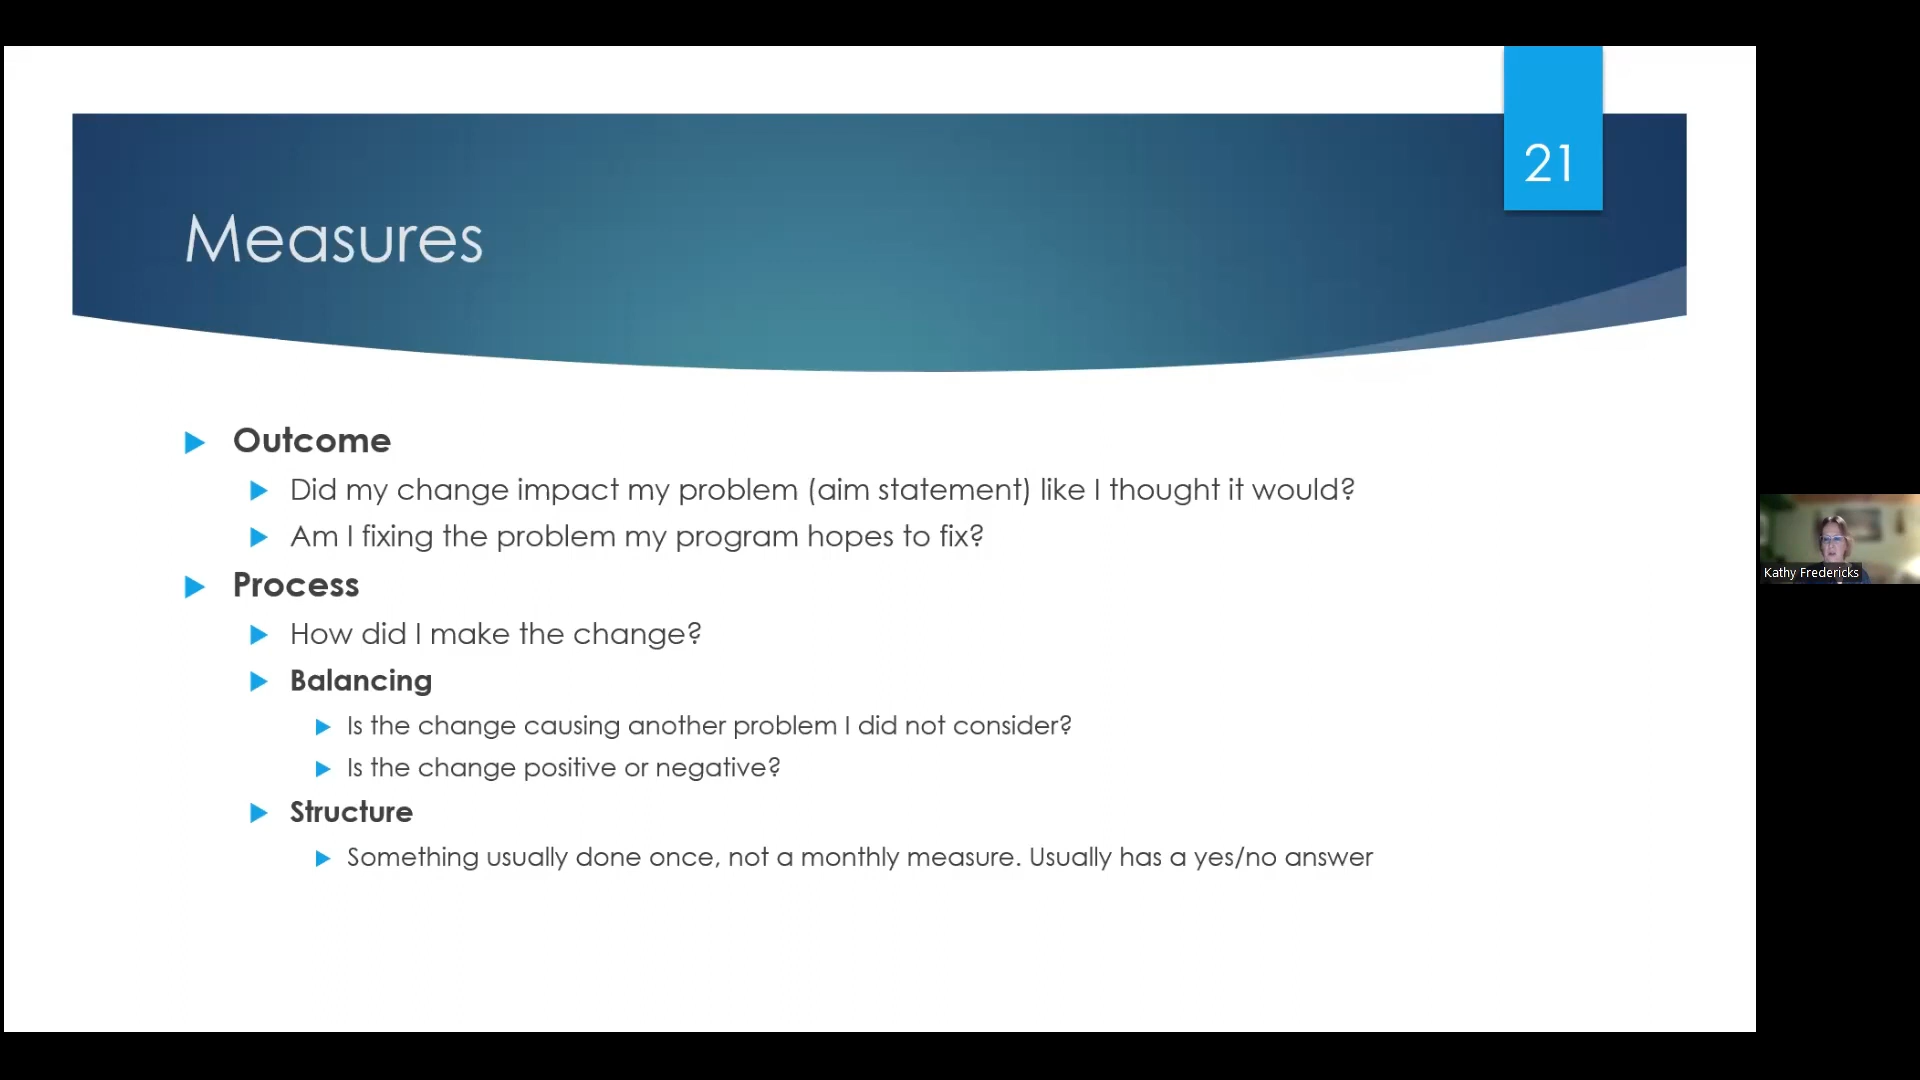 21
Measures
Outcome
Did my change impact my problem (aim statement) like I thought it would?
Am I fixing the problem my program hopes to fix?
Process
How did I make the change?
Balancing
Is the change causing another problem I did not consider?
Is the change positive or negative?
Structure
Something usually done once, not a monthly measure. Usually has a yes/no answer
Kathy Fredericks